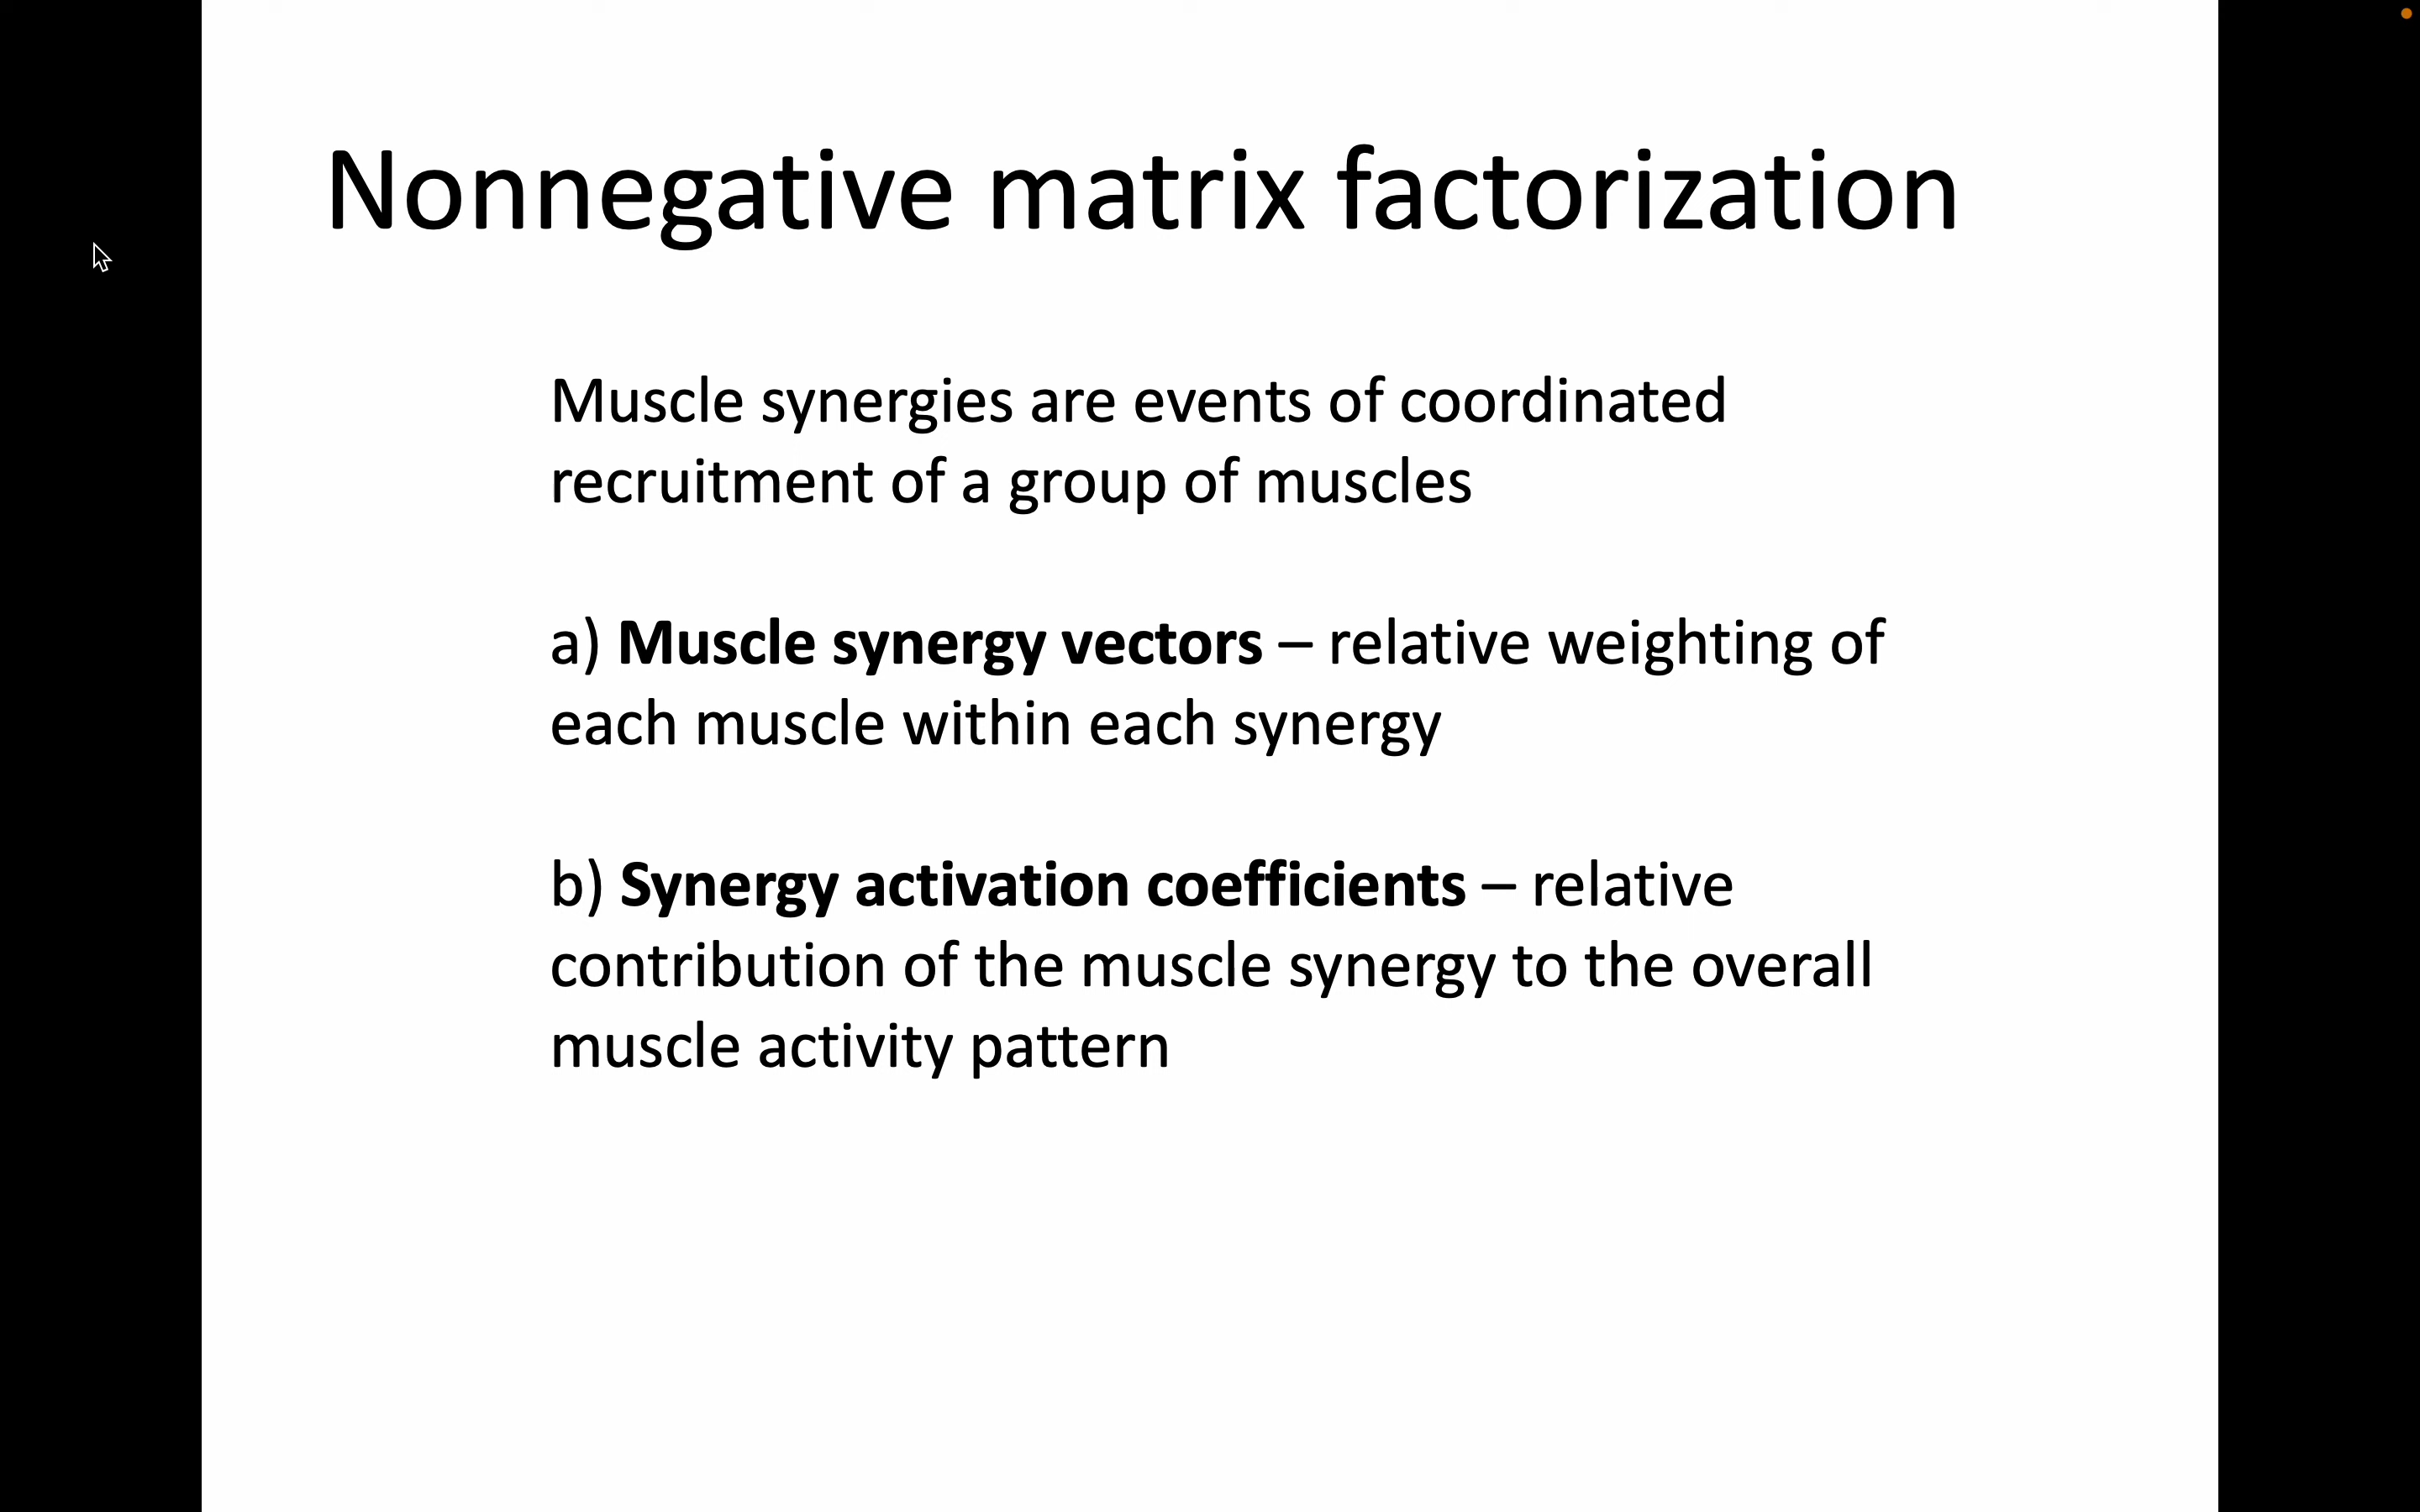 Nonnegative matrix factorization
Muscle synergies are events of coordinated
recruitment of a group of muscles
a) Muscle synergy vectors – relative weighting of
each muscle within each synergy
b) Synergy activation coefficients – relative
contribution of the muscle synergy to the overall
muscle activity pattern